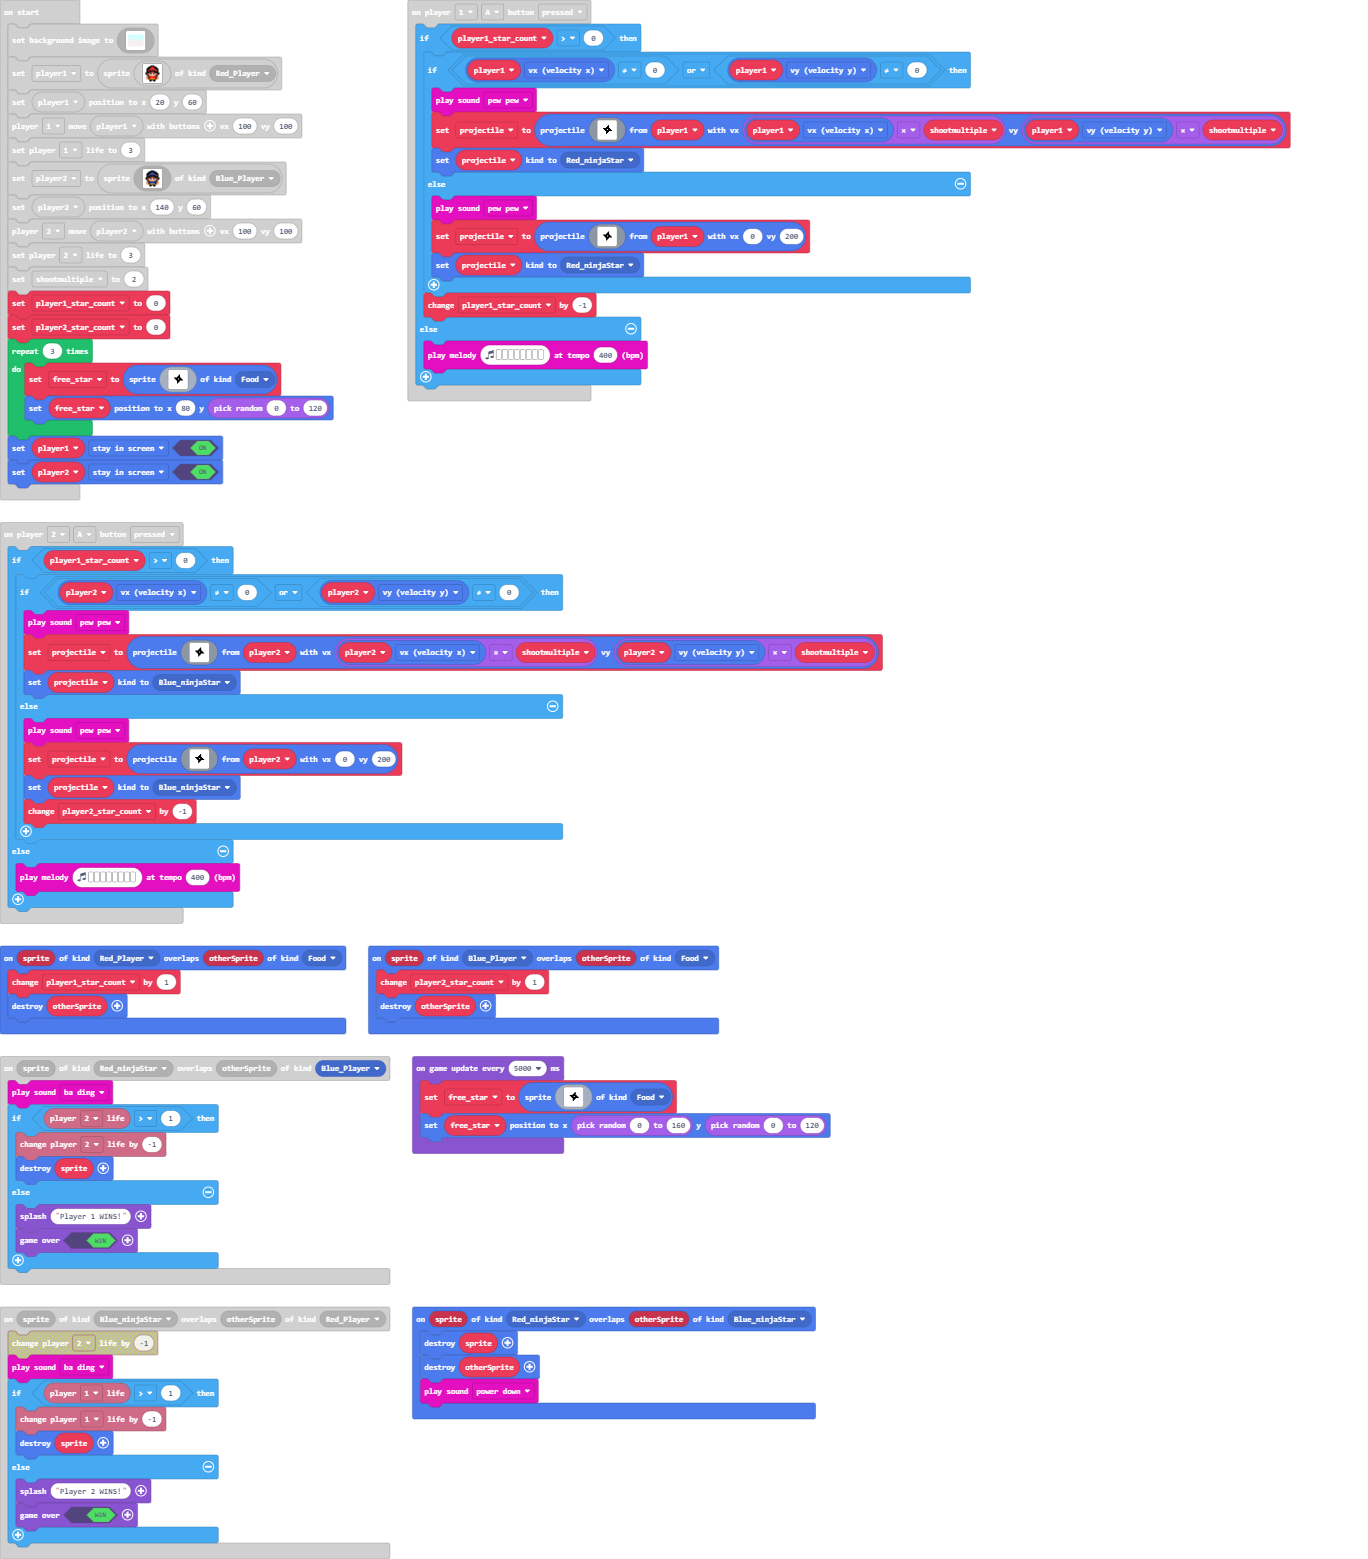 on start
set background image to
set player1 to sprite of kind Red_Player
set player1 position to x 20 y 60
player 1 move player1 with buttons vx 100 vy 100
set player 1 life to 3
set player2 to sprite of kind Blue_Player
set player2 position to x 140 y 60
player 2 move player2 with buttons vx 100 vy 100
set player 2 life to 3
set shootmultiple to 2
set player1_star_count to 0
set player2_star_count to 0
repeat 3 times
do
set free_star to sprite of kind Food
set free_star position to x 80 y pick random 0 to 120
set player1 stay in screen ON
set player2 stay in screen ON
on player 1 A button pressed
if player1_star_count > 0 then
if player1 vx (velocity x) ≠ 0 or player1 vy (velocity y) ≠ 0 then
play sound pew pew
set projectile to projectile from player1 with vx player1 vx (velocity x) × shootmultiple vy player1 vy (velocity y) × shootmultiple
set projectile kind to Red_ninjaStar
else
play sound pew pew
set projectile to projectile from player1 with vx 0 vy 200
set projectile kind to Red_ninjaStar
change player1_star_count by -1
else
play melody at tempo 400 (bpm)
on player 2 A button pressed
if player1_star_count > 0 then
if player2 vx (velocity x) ≠ 0 or player2 vy (velocity y) ≠ 0 then
play sound pew pew
set projectile to projectile from player2 with vx player2 vx (velocity x) × shootmultiple vy player2 vy (velocity y) × shootmultiple
set projectile kind to Blue_ninjaStar
else
play sound pew pew
set projectile to projectile from player2 with vx 0 vy 200
set projectile kind to Blue_ninjaStar
change player2_star_count by -1
else
play melody at tempo 400 (bpm)
on sprite of kind Red_Player overlaps otherSprite of kind Food
change player1_star_count by 1
destroy otherSprite
on sprite of kind Blue_Player overlaps otherSprite of kind Food
change player2_star_count by 1
destroy otherSprite
on sprite of kind Red_ninjaStar overlaps otherSprite of kind Blue_Player
play sound ba ding
if player 2 life > 1 then
change player 2 life by -1
destroy sprite
else
splash "Player 1 WINS!"
game over WIN
on game update every 5000 ms
set free_star to sprite of kind Food
set free_star position to x pick random 0 to 160 y pick random 0 to 120
on sprite of kind Blue_ninjaStar overlaps otherSprite of kind Red_Player
change player 2 life by -1
play sound ba ding
if player 1 life > 1 then
change player 1 life by -1
destroy sprite
else
splash "Player 2 WINS!"
game over WIN
on sprite of kind Red_ninjaStar overlaps otherSprite of kind Blue_ninjaStar
destroy sprite
destroy otherSprite
play sound power down